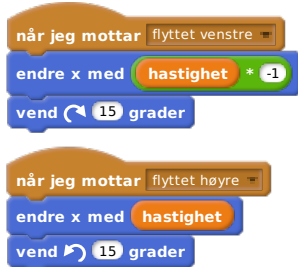 når jeg mottar flyttet venstre
endre x med hastighet * -1
vend 15 grader
når jeg mottar flyttet høyre
endre x med hastighet
vend 15 grader